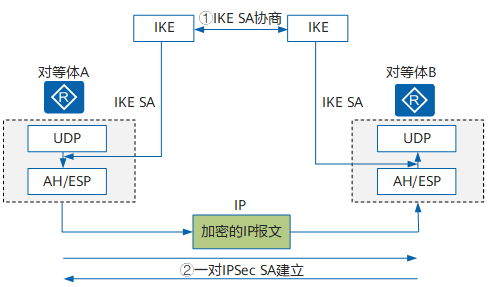 ①IKE SA协商
IKE
IKE
对等体A
对等体B
R
R
IKE SA
IKE SA
UDP
UDP
AH/ESP
AH/ESP
IP
加密的IP报文
②一对IPSec SA建立